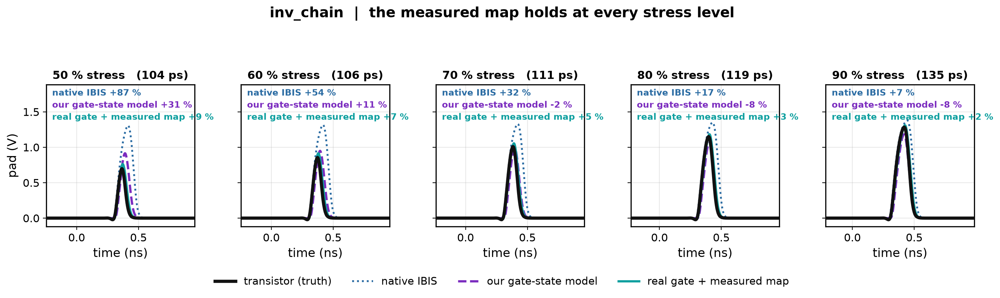 inv_chain | the measured map holds at every stress level
50 % stress (104 ps)
native IBIS +87 %
our gate-state model +31 %
real gate + measured map +9 %
60 % stress (106 ps)
native IBIS +54 %
our gate-state model +11 %
real gate + measured map +7 %
70 % stress (111 ps)
native IBIS +32 %
our gate-state model -2 %
real gate + measured map +5 %
80 % stress (119 ps)
native IBIS +17 %
our gate-state model -8 %
real gate + measured map +3 %
90 % stress (135 ps)
native IBIS +7 %
our gate-state model -8 %
real gate + measured map +2 %
pad (V)
1.5
1.0
0.5
0.0
0.0 0.5
time (ns)
0.0 0.5
time (ns)
0.0 0.5
time (ns)
0.0 0.5
time (ns)
0.0 0.5
time (ns)
transistor (truth) native IBIS our gate-state model real gate + measured map